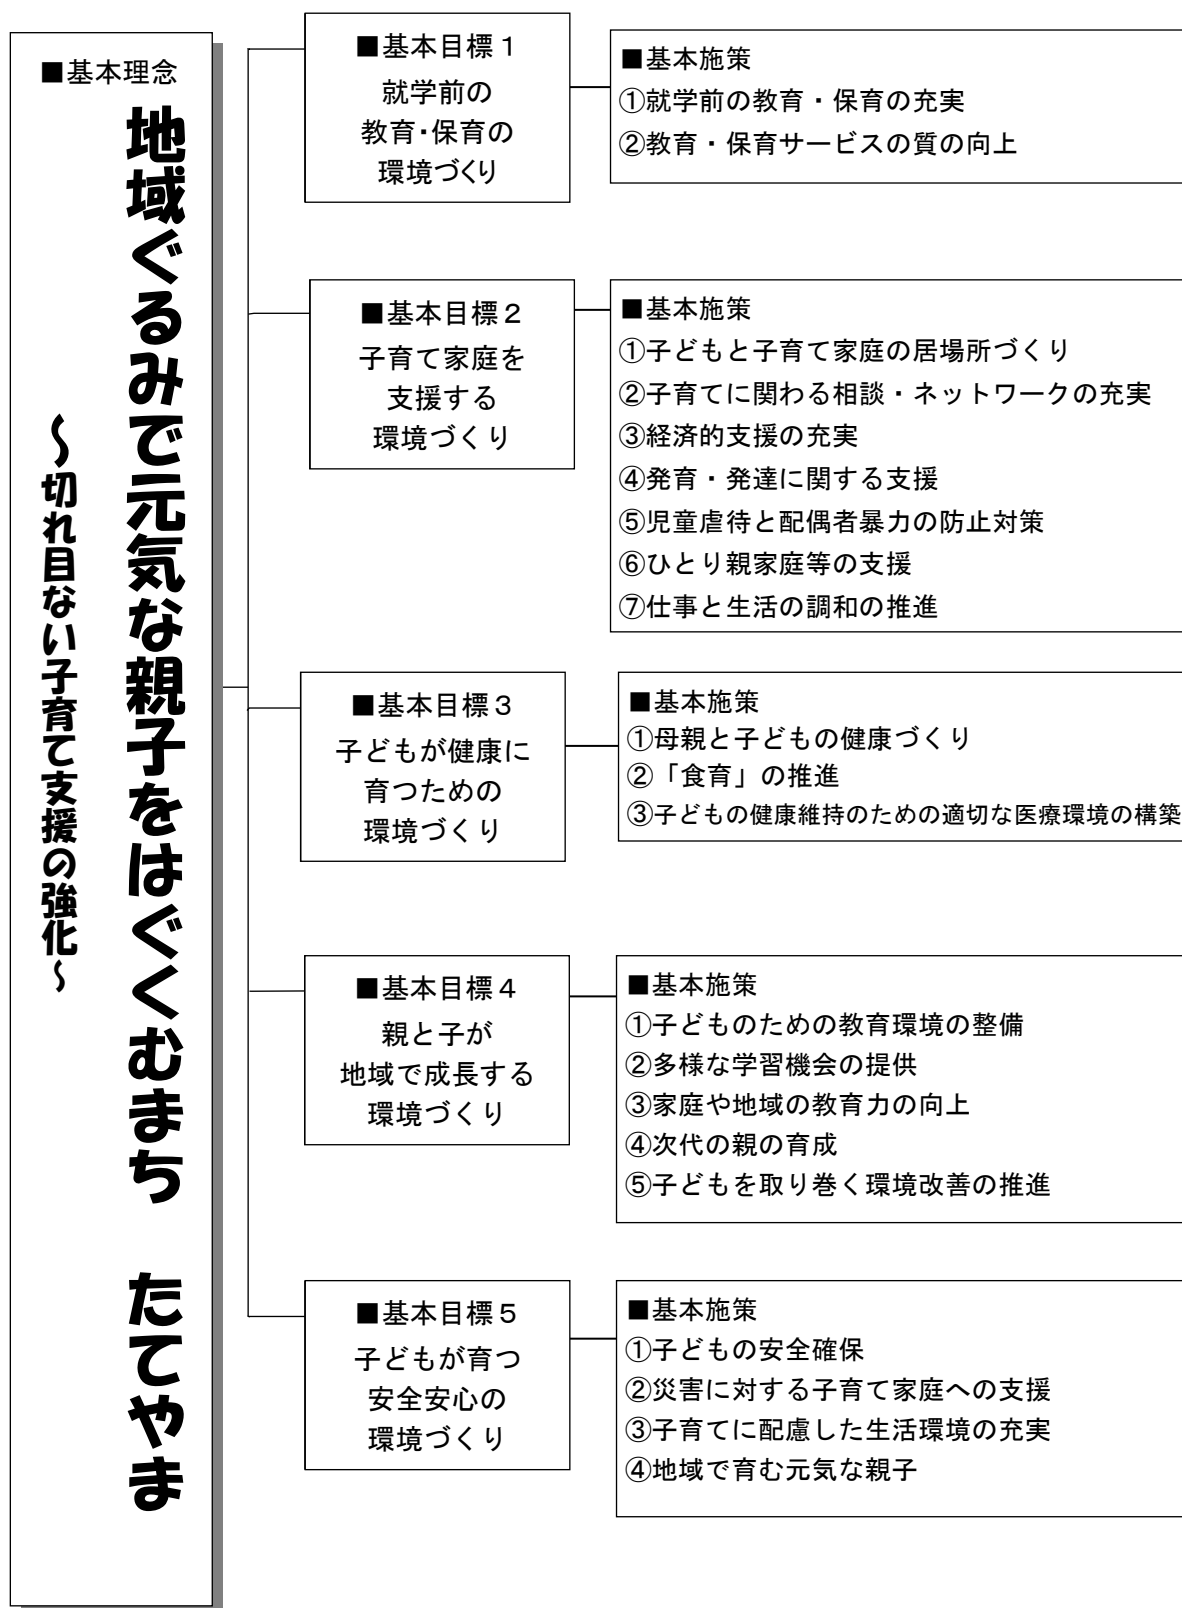 ■基本理念
地域ぐるみで元気な親子をはぐくむまち　たてやま
～切れ目ない子育て支援の強化～
■基本目標１
就学前の
教育・保育の
環境づくり
■基本施策
①就学前の教育・保育の充実
②教育・保育サービスの質の向上
■基本目標２
子育て家庭を
支援する
環境づくり
■基本施策
①子どもと子育て家庭の居場所づくり
②子育てに関わる相談・ネットワークの充実
③経済的支援の充実
④発育・発達に関する支援
⑤児童虐待と配偶者暴力の防止対策
⑥ひとり親家庭等の支援
⑦仕事と生活の調和の推進
■基本目標３
子どもが健康に
育つための
環境づくり
■基本施策
①母親と子どもの健康づくり
②「食育」の推進
③子どもの健康維持のための適切な医療環境の構築
■基本目標４
親と子が
地域で成長する
環境づくり
■基本施策
①子どものための教育環境の整備
②多様な学習機会の提供
③家庭や地域の教育力の向上
④次代の親の育成
⑤子どもを取り巻く環境改善の推進
■基本目標５
子どもが育つ
安全安心の
環境づくり
■基本施策
①子どもの安全確保
②災害に対する子育て家庭への支援
③子育てに配慮した生活環境の充実
④地域で育む元気な親子